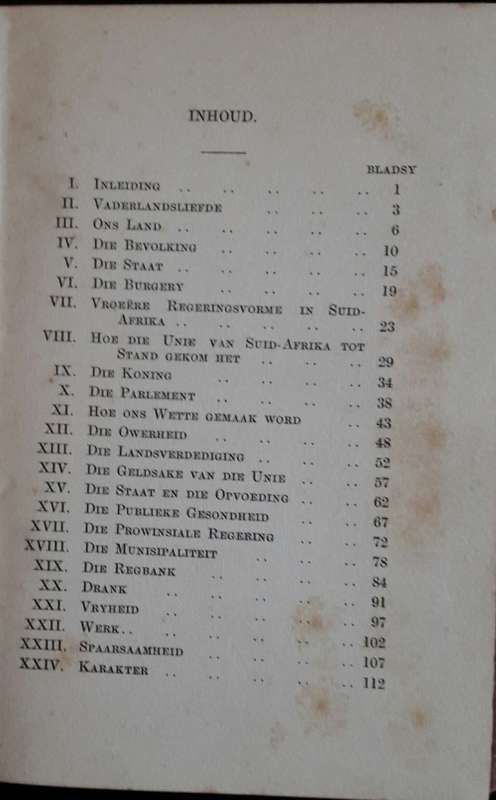 INHOUD.
BLADSY
I. INLEIDING .. .. .. .. .. 1
II. VADERLANDSLIEFDE .. .. .. 3
III. ONS LAND .. .. .. .. .. 6
IV. DIE BEVOLKING .. .. .. .. 10
V. DIE STAAT .. .. .. .. .. 15
VI. DIE BURGERY .. .. .. .. 19
VII. VROEËRE REGERINGSVORME IN SUID-
AFRIKA .. .. .. .. .. 23
VIII. HOE DIE UNIE VAN SUID-AFRIKA TOT
STAND GEKOM HET .. .. .. 29
IX. DIE KONING .. .. .. .. 34
X. DIE PARLEMENT .. .. .. .. 38
XI. HOE ONS WETTE GEMAAK WORD .. 43
XII. DIE OWERHEID .. .. .. .. 48
XIII. DIE LANDSVERDEDIGING .. .. .. 52
XIV. DIE GELDSAKE VAN DIE UNIE .. .. 57
XV. DIE STAAT EN DIE OPVOEDING .. .. 62
XVI. DIE PUBLIEKE GESONDHEID .. .. 67
XVII. DIE PROWINSIALE REGERING .. .. 72
XVIII. DIE MUNISIPALITEIT .. .. .. 78
XIX. DIE REGBANK .. .. .. .. 84
XX. DRANK .. .. .. .. .. 91
XXI. VRYHEID .. .. .. .. .. 97
XXII. WERK .. .. .. .. .. .. 102
XXIII. SPAARSAAMHEID .. .. .. .. 107
XXIV. KARAKTER .. .. .. .. .. 112